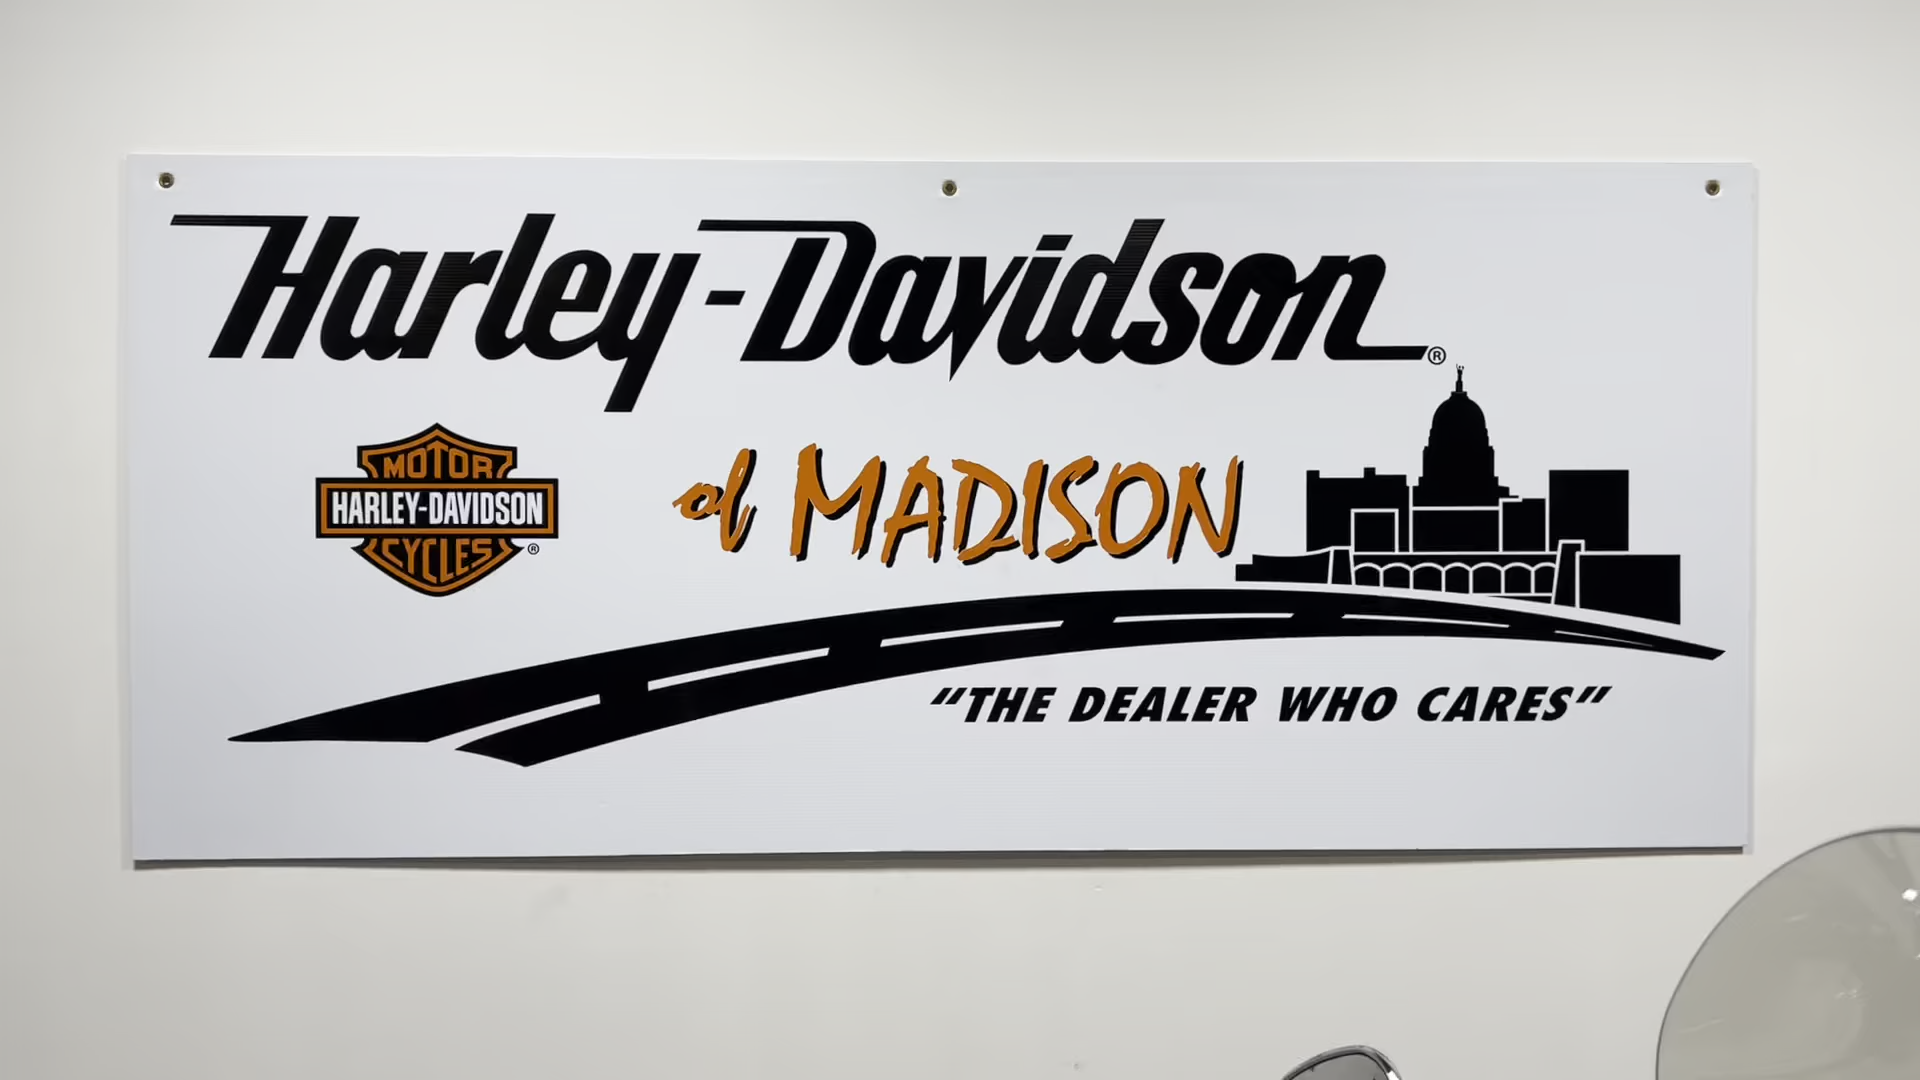 Harley-Davidson®
MOTOR
HARLEY-DAVIDSON
CYCLES®
of MADISON
"THE DEALER WHO CARES"